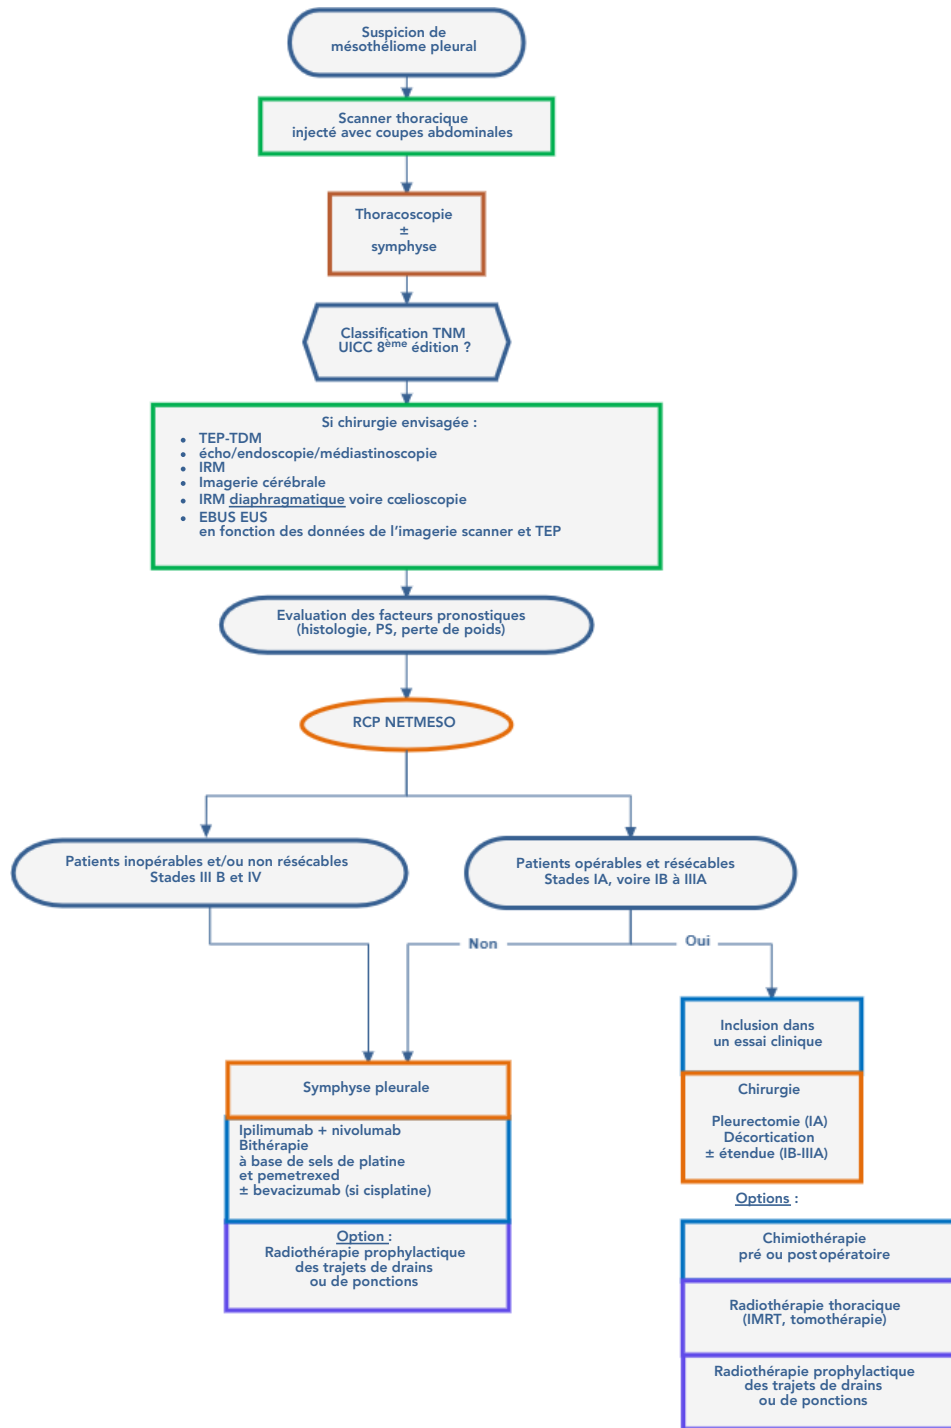 Suspicion de
mésothéliome pleural
Scanner thoracique
injecté avec coupes abdominales
Thoracoscopie
±
symphyse
Classification TNM
UICC 8ème édition ?
Si chirurgie envisagée :
• TEP-TDM
• écho/endoscopie/médiastinoscopie
• IRM
• Imagerie cérébrale
• IRM diaphragmatique voire cœlioscopie
• EBUS EUS
en fonction des données de l'imagerie scanner et TEP
Evaluation des facteurs pronostiques
(histologie, PS, perte de poids)
RCP NETMESO
Patients inopérables et/ou non résécables
Stades III B et IV
Patients opérables et résécables
Stades IA, voire IB à IIIA
Non
Oui
Symphyse pleurale
Ipilimumab + nivolumab
Bithérapie
à base de sels de platine
et pemetrexed
± bevacizumab (si cisplatine)
Option :
Radiothérapie prophylactique
des trajets de drains
ou de ponctions
Inclusion dans
un essai clinique
Chirurgie
Pleurectomie (IA)
Décortication
± étendue (IB-IIIA)
Options :
Chimiothérapie
pré ou post opératoire
Radiothérapie thoracique
(IMRT, tomothérapie)
Radiothérapie prophylactique
des trajets de drains
ou de ponctions